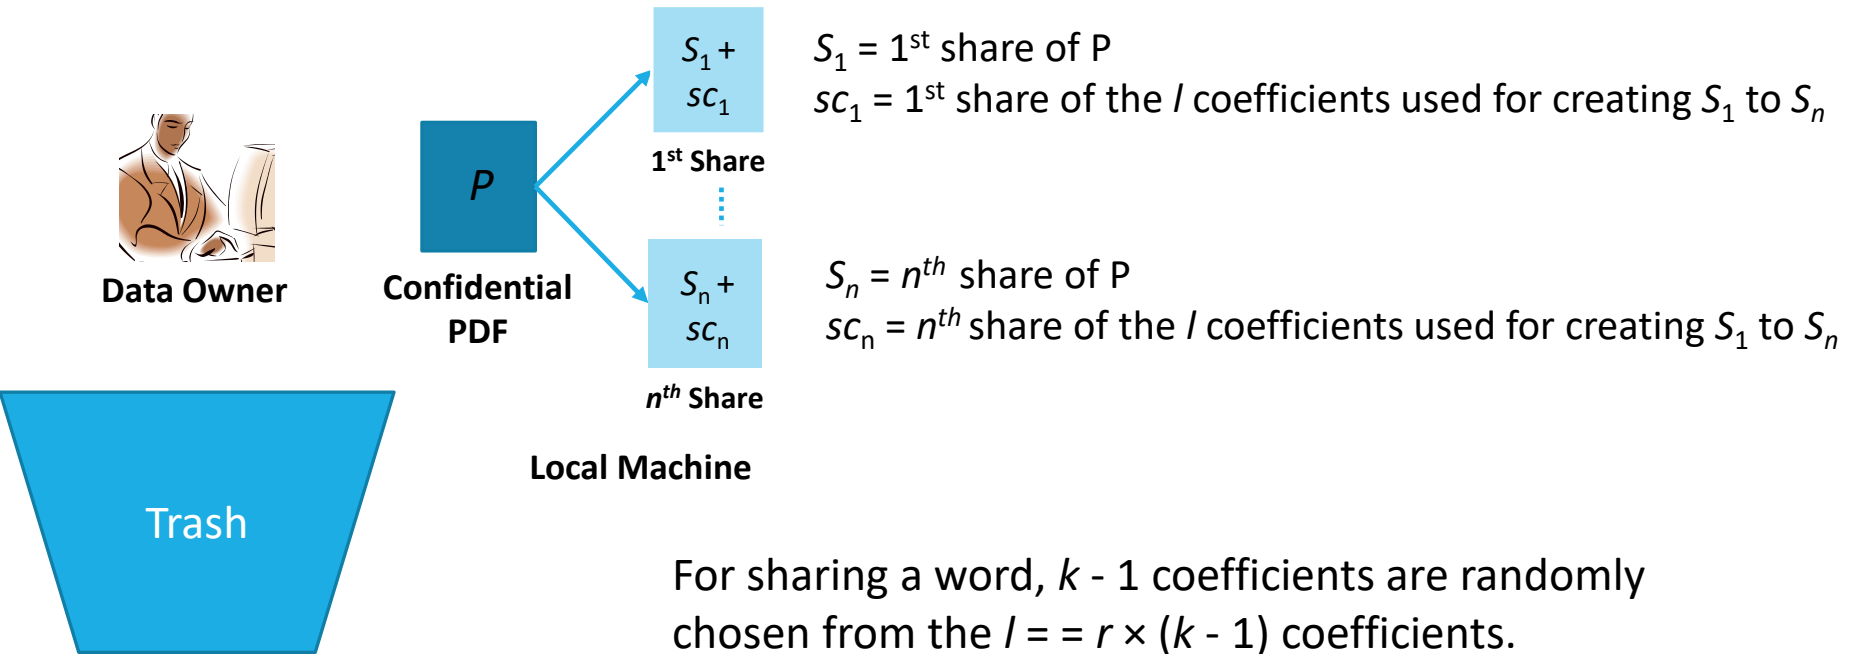 S₁ +
sc₁
1st Share
S₁ = 1st share of P
sc₁ = 1st share of the l coefficients used for creating S₁ to Sₙ
P
Data Owner
Confidential
PDF
Sₙ +
scₙ
nth Share
Sₙ = nth share of P
scₙ = nth share of the l coefficients used for creating S₁ to Sₙ
Local Machine
Trash
For sharing a word, k - 1 coefficients are randomly
chosen from the l = = r × (k - 1) coefficients.